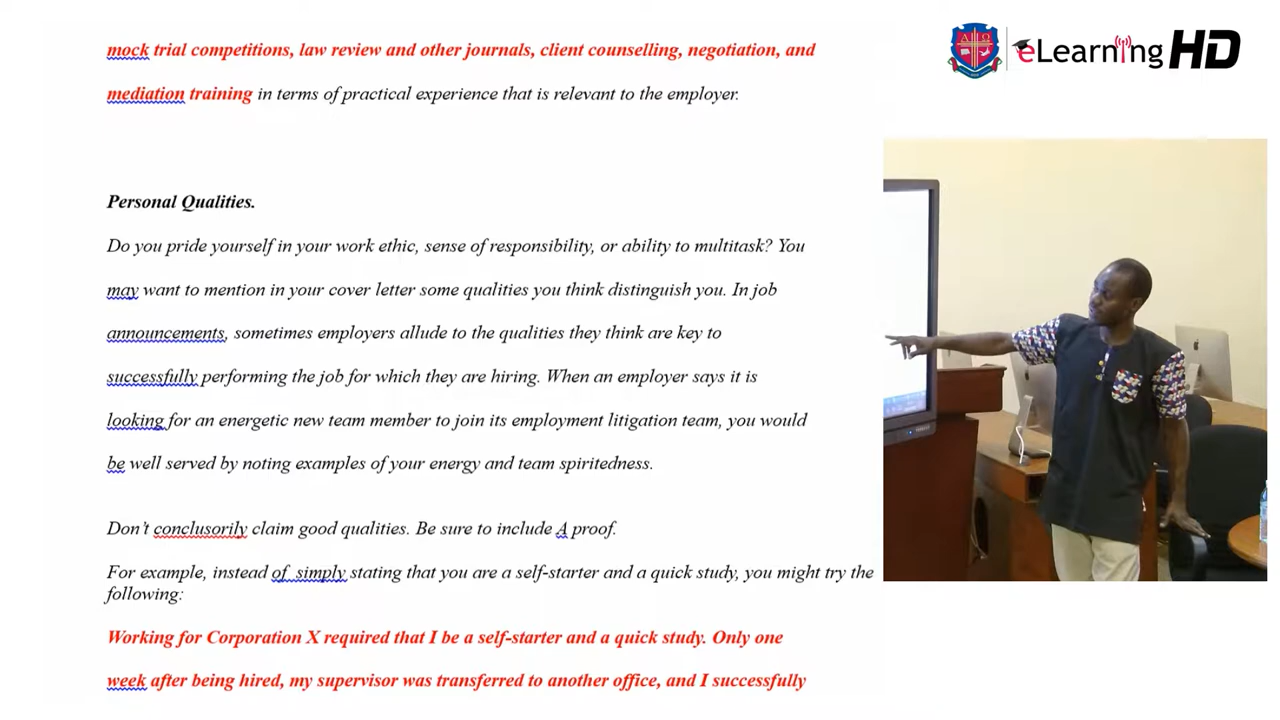 mock trial competitions, law review and other journals, client counselling, negotiation, and
mediation training in terms of practical experience that is relevant to the employer.
Personal Qualities.
Do you pride yourself in your work ethic, sense of responsibility, or ability to multitask? You
may want to mention in your cover letter some qualities you think distinguish you. In job
announcements, sometimes employers allude to the qualities they think are key to
successfully performing the job for which they are hiring. When an employer says it is
looking for an energetic new team member to join its employment litigation team, you would
be well served by noting examples of your energy and team spiritedness.
Don't conclusorily claim good qualities. Be sure to include A proof.
For example, instead of  simply stating that you are a self-starter and a quick study, you might try the
following:
Working for Corporation X required that I be a self-starter and a quick study. Only one
week after being hired, my supervisor was transferred to another office, and I successfully
eLearning HD